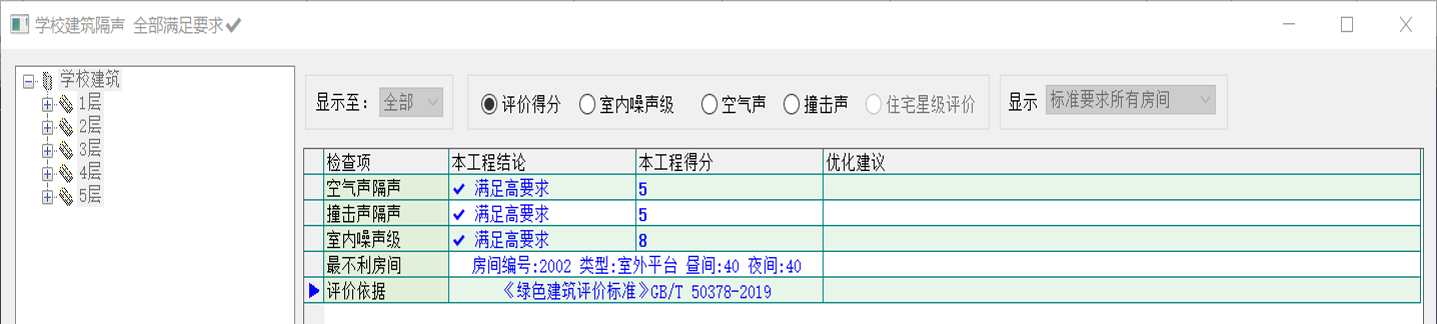 学校建筑隔声 全部满足要求✓
学校建筑
1层
2层
3层
4层
5层
显示至： 全部
评价得分 室内噪声级 空气声 撞击声 住宅星级评价
显示 标准要求所有房间
检查项 本工程结论 本工程得分 优化建议
空气声隔声 ✓ 满足高要求 5
撞击声隔声 ✓ 满足高要求 5
室内噪声级 ✓ 满足高要求 8
最不利房间 房间编号:2002 类型:室外平台 昼间:40 夜间:40
评价依据 《绿色建筑评价标准》GB/T 50378-2019